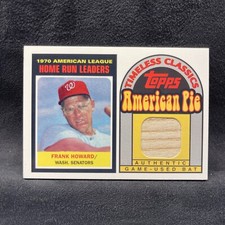 1970 AMERICAN LEAGUE
HOME RUN LEADERS
W
FRANK HOWARD/
WASH. SENATORS
TIMELESS CLASSICS
Topps
American Pie
AUTHENTIC
GAME-USED BAT